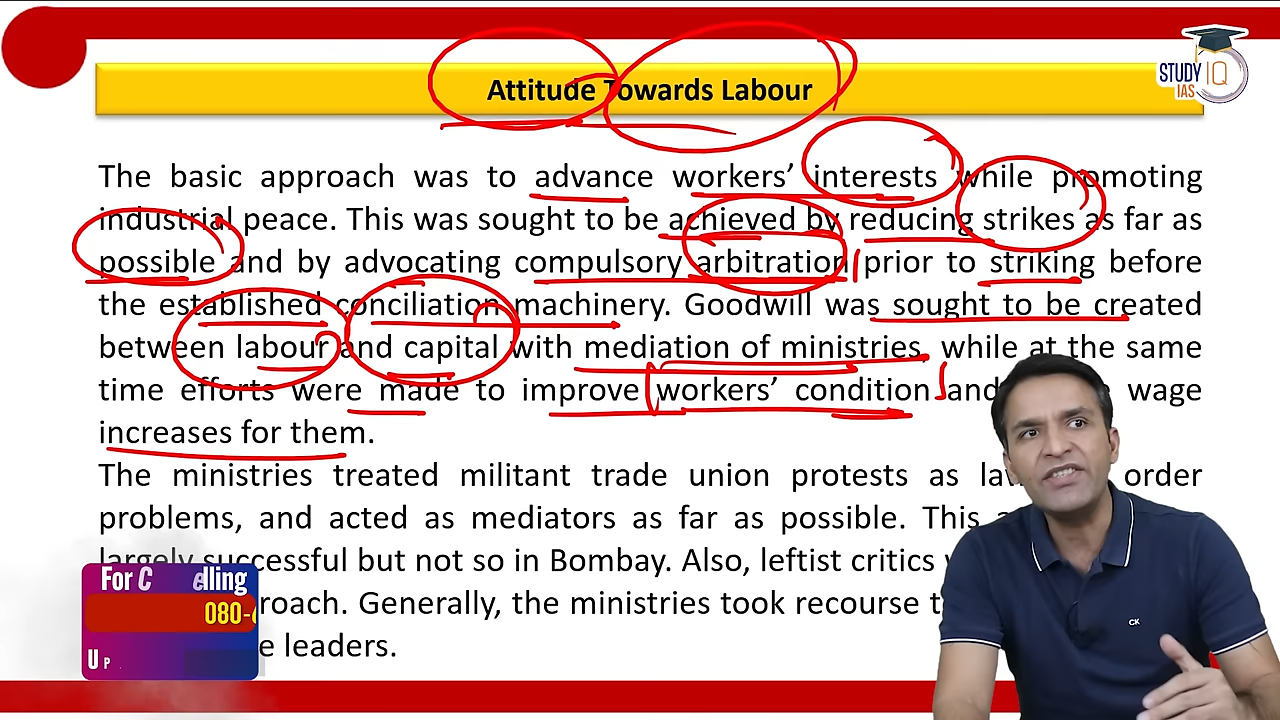 Attitude Towards Labour
STUDY IQ
IAS
The basic approach was to advance workers' interests while promoting
industrial peace. This was sought to be achieved by reducing strikes as far as
possible and by advocating compulsory arbitration prior to striking before
the established conciliation machinery. Goodwill was sought to be created
between labour and capital with mediation of ministries, while at the same
time efforts were made to improve workers' condition and wage
increases for them.
The ministries treated militant trade union protests as order
problems, and acted as mediators as far as possible. This
largely successful but not so in Bombay. Also, leftist critics
the ministries took recourse
leaders.
For
080-
CK